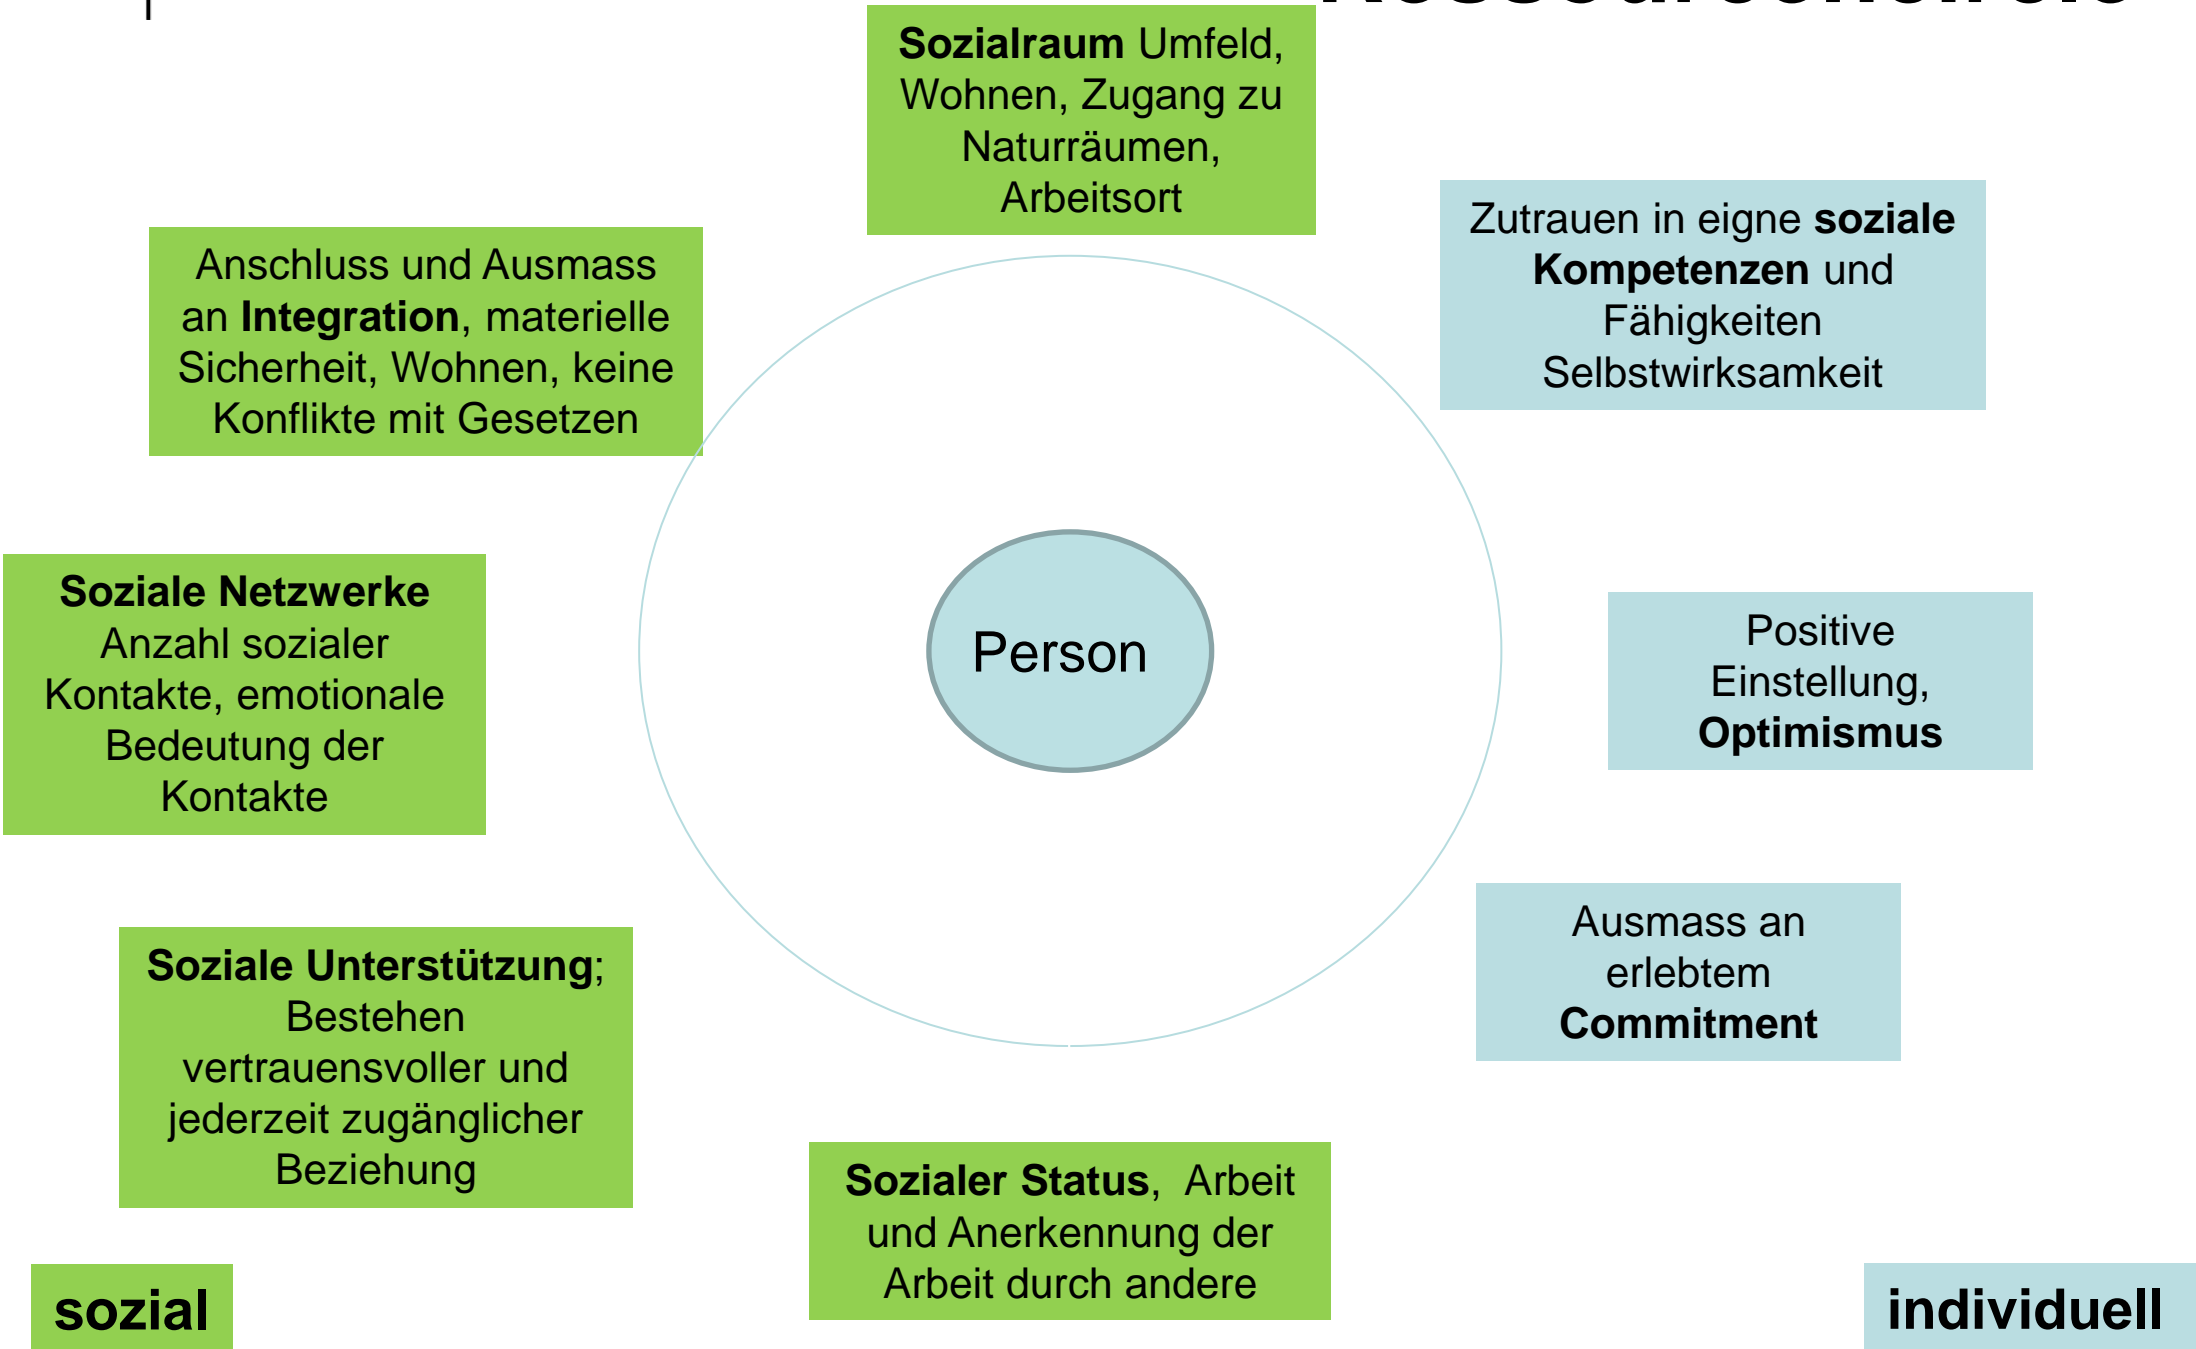 Sozialraum Umfeld,
Wohnen, Zugang zu
Naturräumen,
Arbeitsort
Zutrauen in eigne soziale
Kompetenzen und
Fähigkeiten
Selbstwirksamkeit
Anschluss und Ausmass
an Integration, materielle
Sicherheit, Wohnen, keine
Konflikte mit Gesetzen
Soziale Netzwerke
Anzahl sozialer
Kontakte, emotionale
Bedeutung der
Kontakte
Person
Positive
Einstellung,
Optimismus
Ausmass an
erlebtem
Commitment
Soziale Unterstützung;
Bestehen
vertrauensvoller und
jederzeit zugänglicher
Beziehung
Sozialer Status, Arbeit
und Anerkennung der
Arbeit durch andere
sozial
individuell